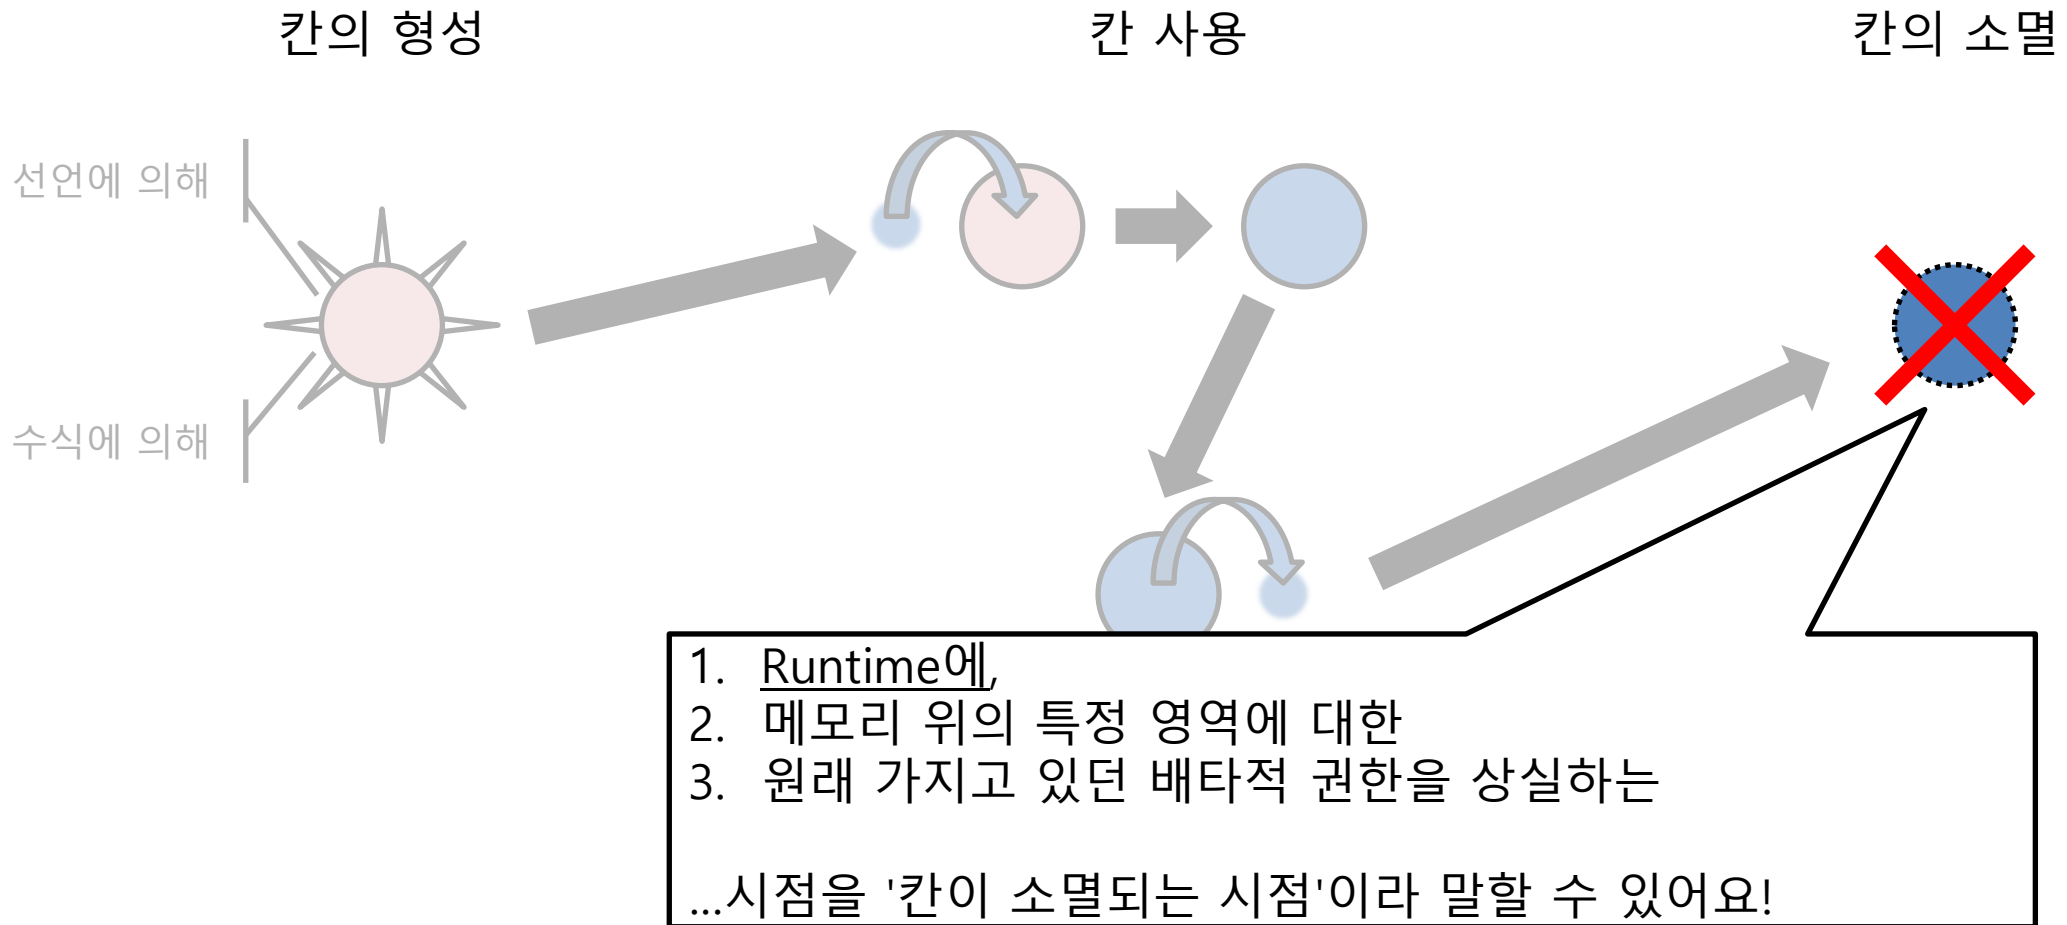 칸의 형성
칸 사용
칸의 소멸
선언에 의해
수식에 의해
1. Runtime에,
2. 메모리 위의 특정 영역에 대한
3. 원래 가지고 있던 배타적 권한을 상실하는
...시점을 '칸이 소멸되는 시점'이라 말할 수 있어요!